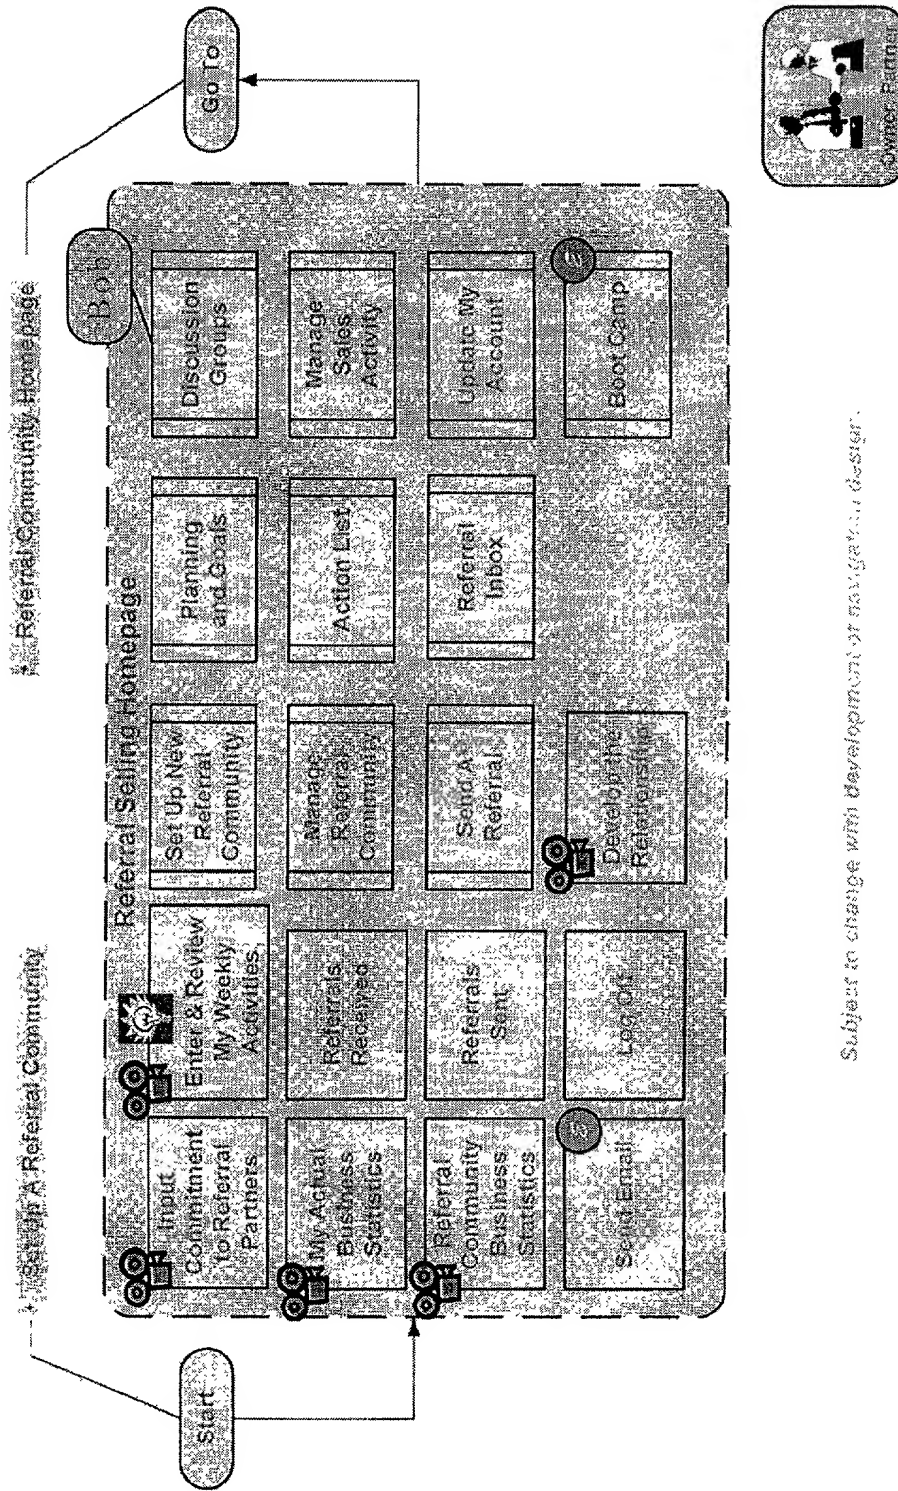 Set Up A Referral Community
Referral Community Homepage
Start
Go To
Referral Selling Homepage
Bob
Input
Commitment
to Referral
Partners
Enter & Review
My Weekly
Activities
Set Up New
Referral
Community
Planning
and Goals
Discussion
Groups
My Actual
Business
Statistics
Referrals
Received
Manage
Referral
Community
Action List
Manage
Sales
Activity
Referral
Community
Business
Statistics
Referrals
Sent
Send A
Referral
Referral
Inbox
Update My
Account
Send Email
Log Off
Develop the
Relationship
Boot Camp
Subject to change with development of navigation design.
Owner Partner